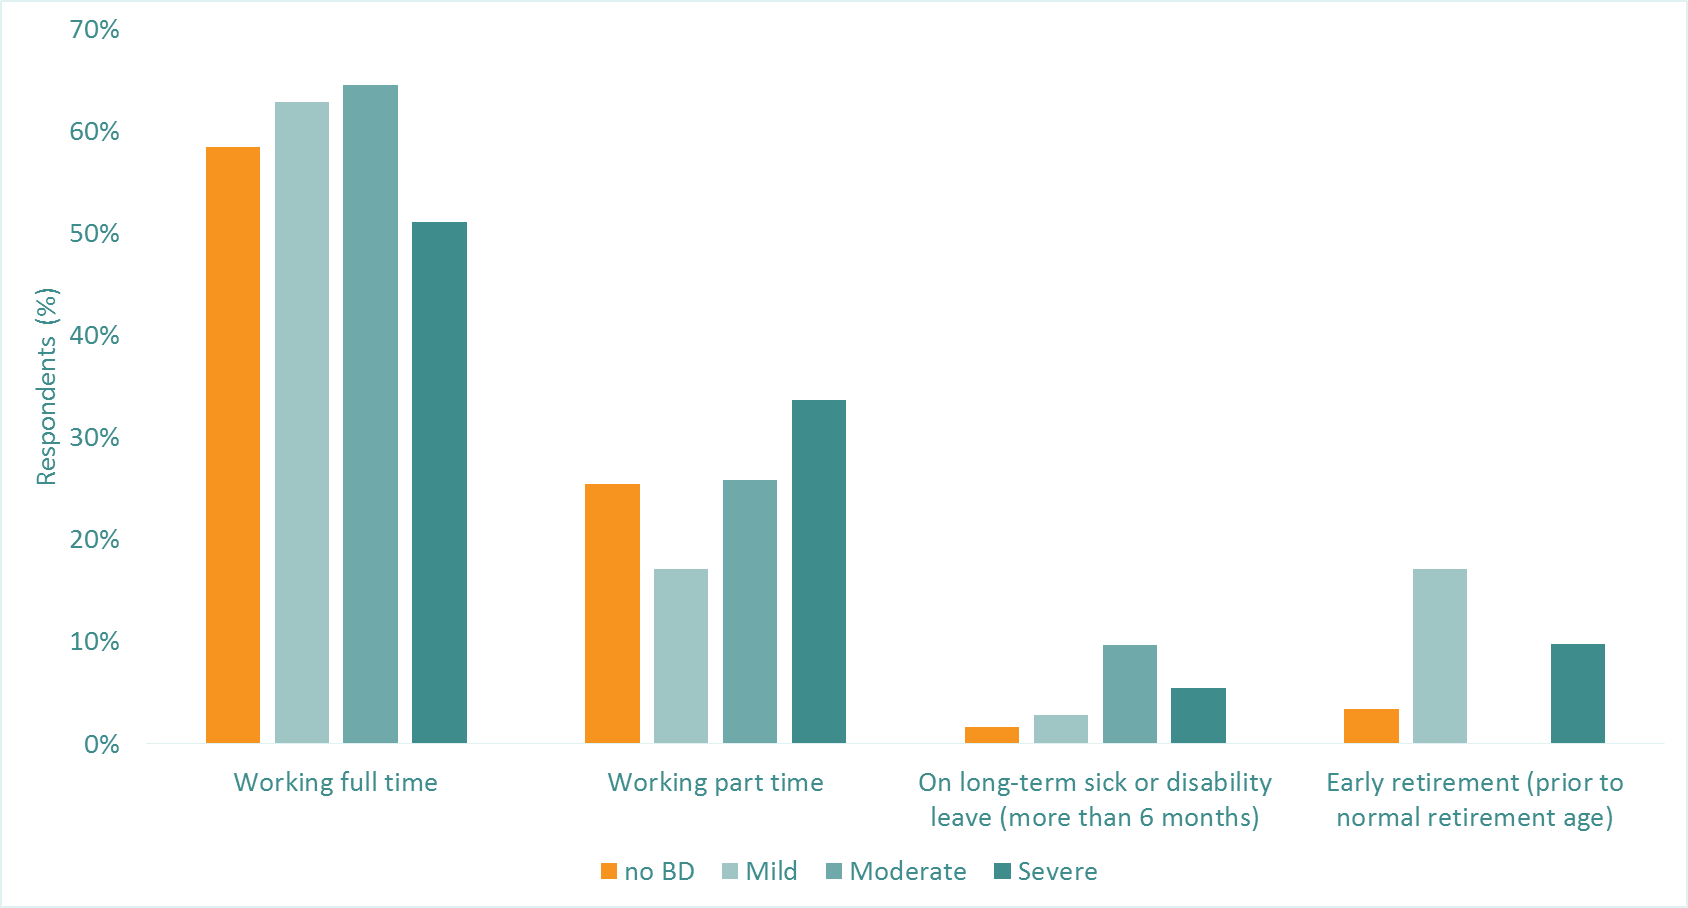 70%
60%
50%
40%
30%
20%
10%
0%
Respondents (%)
Working full time
Working part time
On long-term sick or disability
leave (more than 6 months)
Early retirement (prior to
normal retirement age)
no BD
Mild
Moderate
Severe